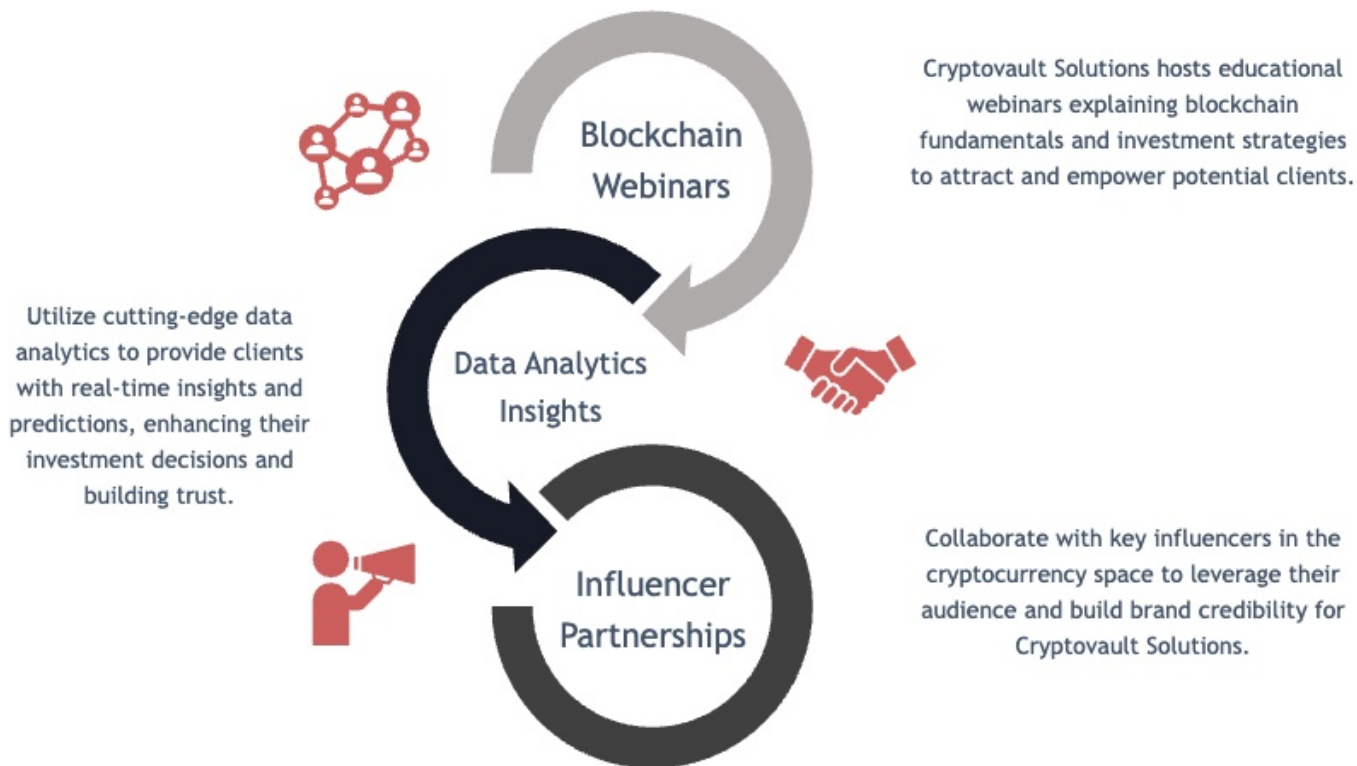 Blockchain
Webinars
Cryptovault Solutions hosts educational
webinars explaining blockchain
fundamentals and investment strategies
to attract and empower potential clients.
Data Analytics
Insights
Utilize cutting-edge data
analytics to provide clients
with real-time insights and
predictions, enhancing their
investment decisions and
building trust.
Influencer
Partnerships
Collaborate with key influencers in the
cryptocurrency space to leverage their
audience and build brand credibility for
Cryptovault Solutions.